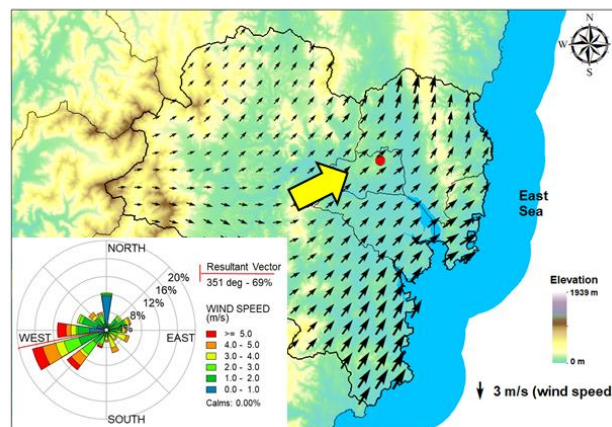 N
W
E
S
East
Sea
Elevation
1939 m
0 m
3 m/s (wind speed
NORTH
20%
16%
12%
8%
WEST
EAST
SOUTH
Resultant Vector
351 deg - 69%
WIND SPEED
(m/s)
>= 5.0
4.0 - 5.0
3.0 - 4.0
2.0 - 3.0
1.0 - 2.0
0.0 - 1.0
Calms: 0.00%